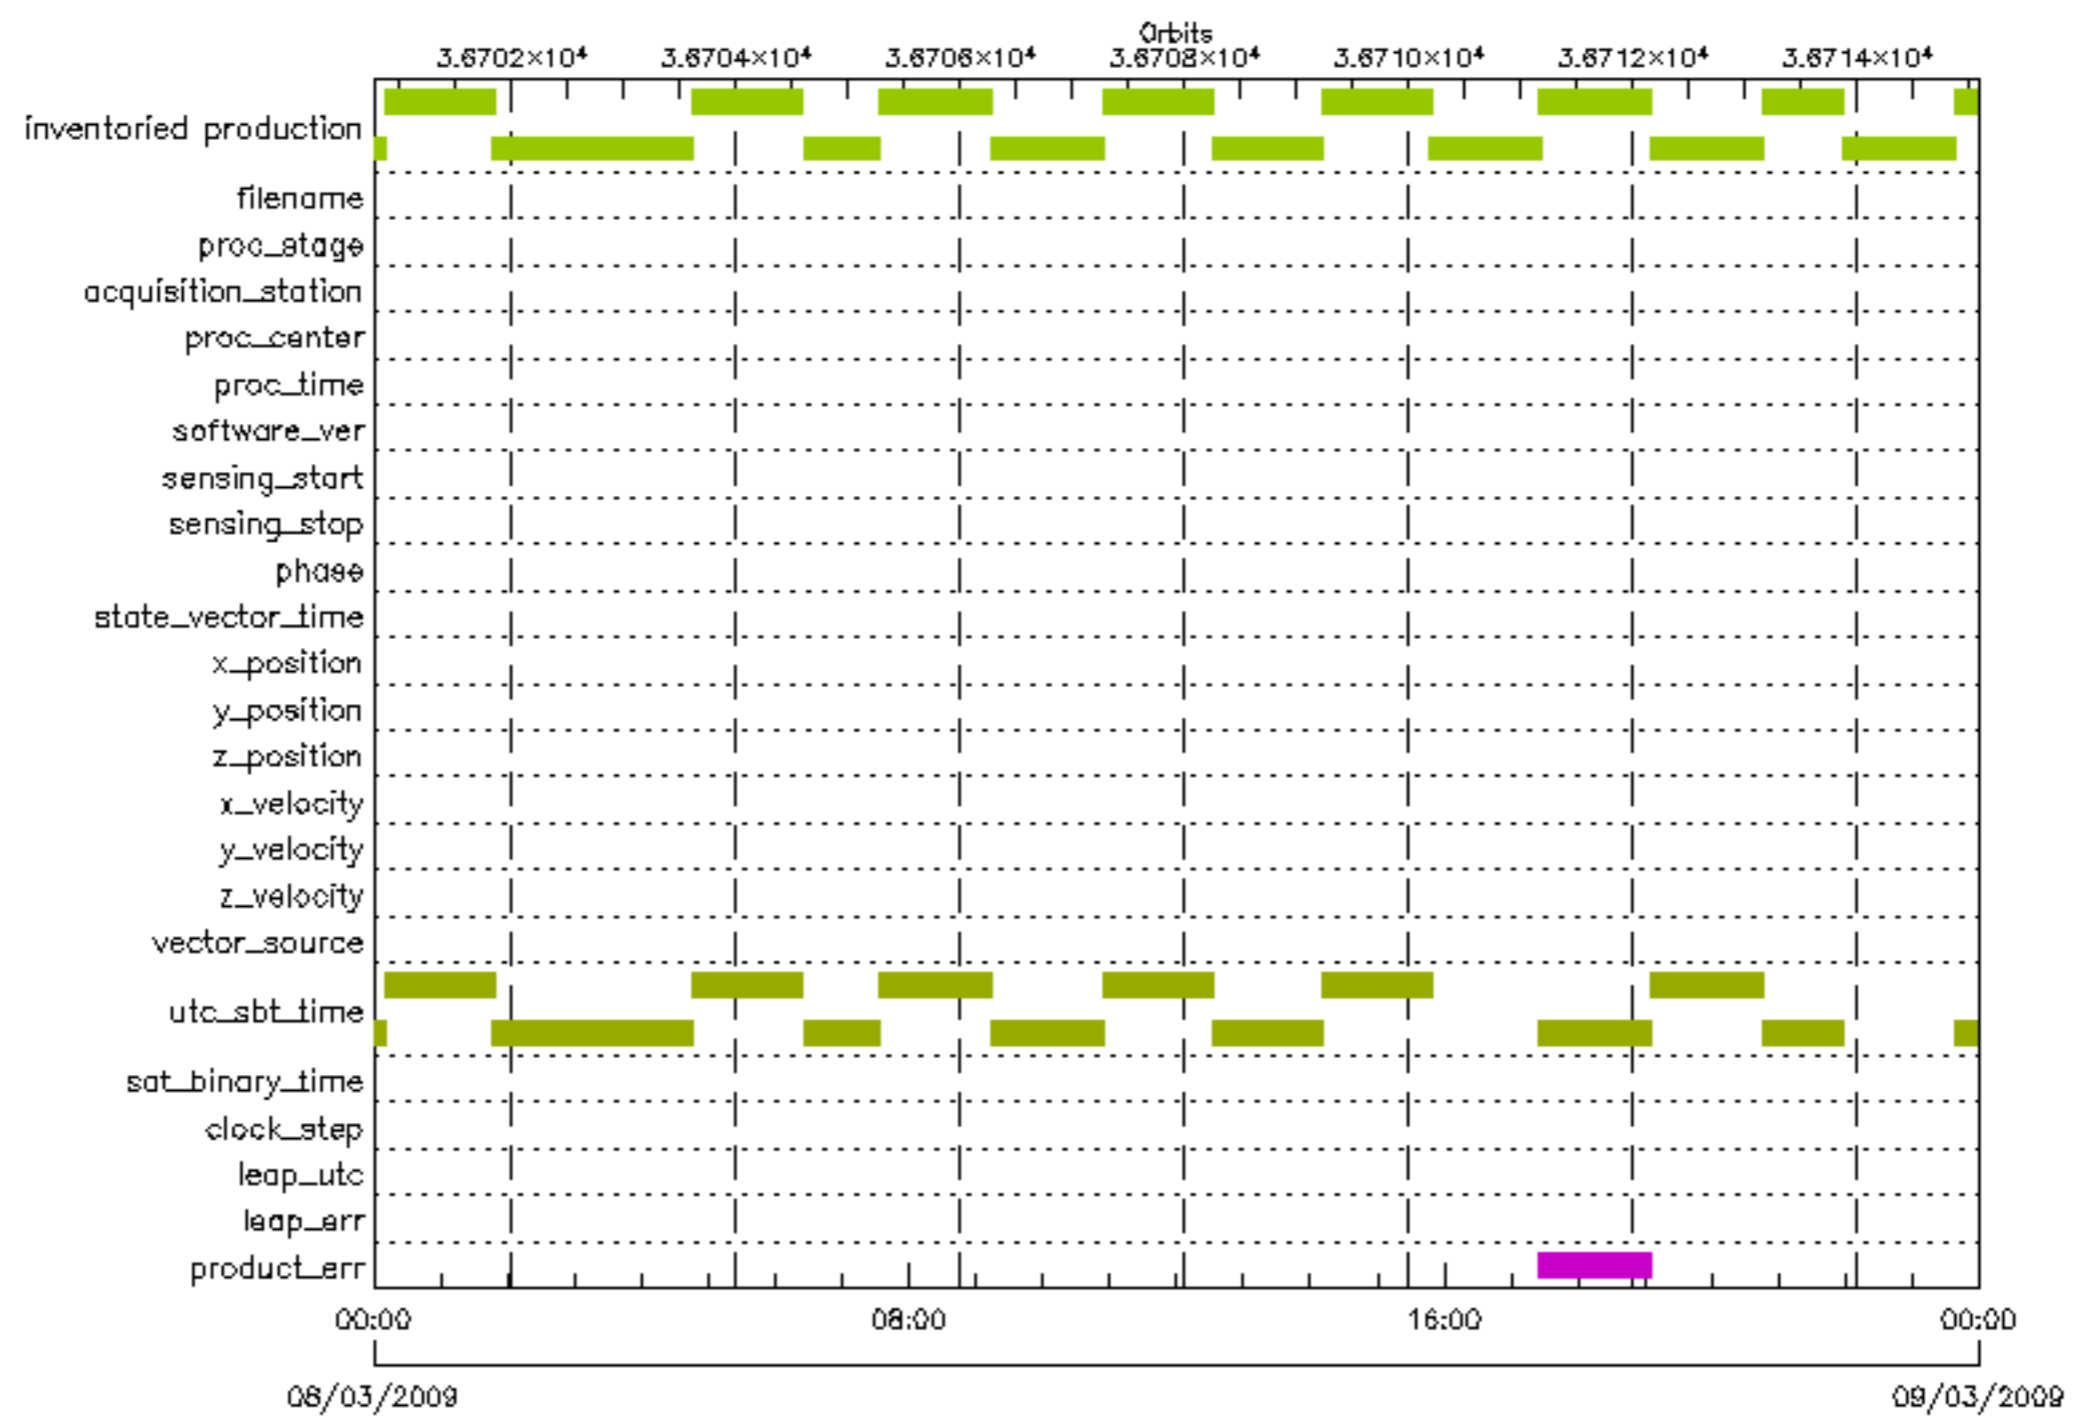 Orbits
3.6702×10⁴ 3.6704×10⁴ 3.6706×10⁴ 3.6708×10⁴ 3.6710×10⁴ 3.6712×10⁴ 3.6714×10⁴
inventoried production
filename
proc_stage
acquisition_station
proc_center
proc_time
software_ver
sensing_start
sensing_stop
phase
state_vector_time
x_position
y_position
z_position
x_velocity
y_velocity
z_velocity
vector_source
utc_sbt_time
sat_binary_time
clock_step
leap_utc
leap_err
product_err
00:00 08:00 16:00 00:00
08/03/2009 09/03/2009